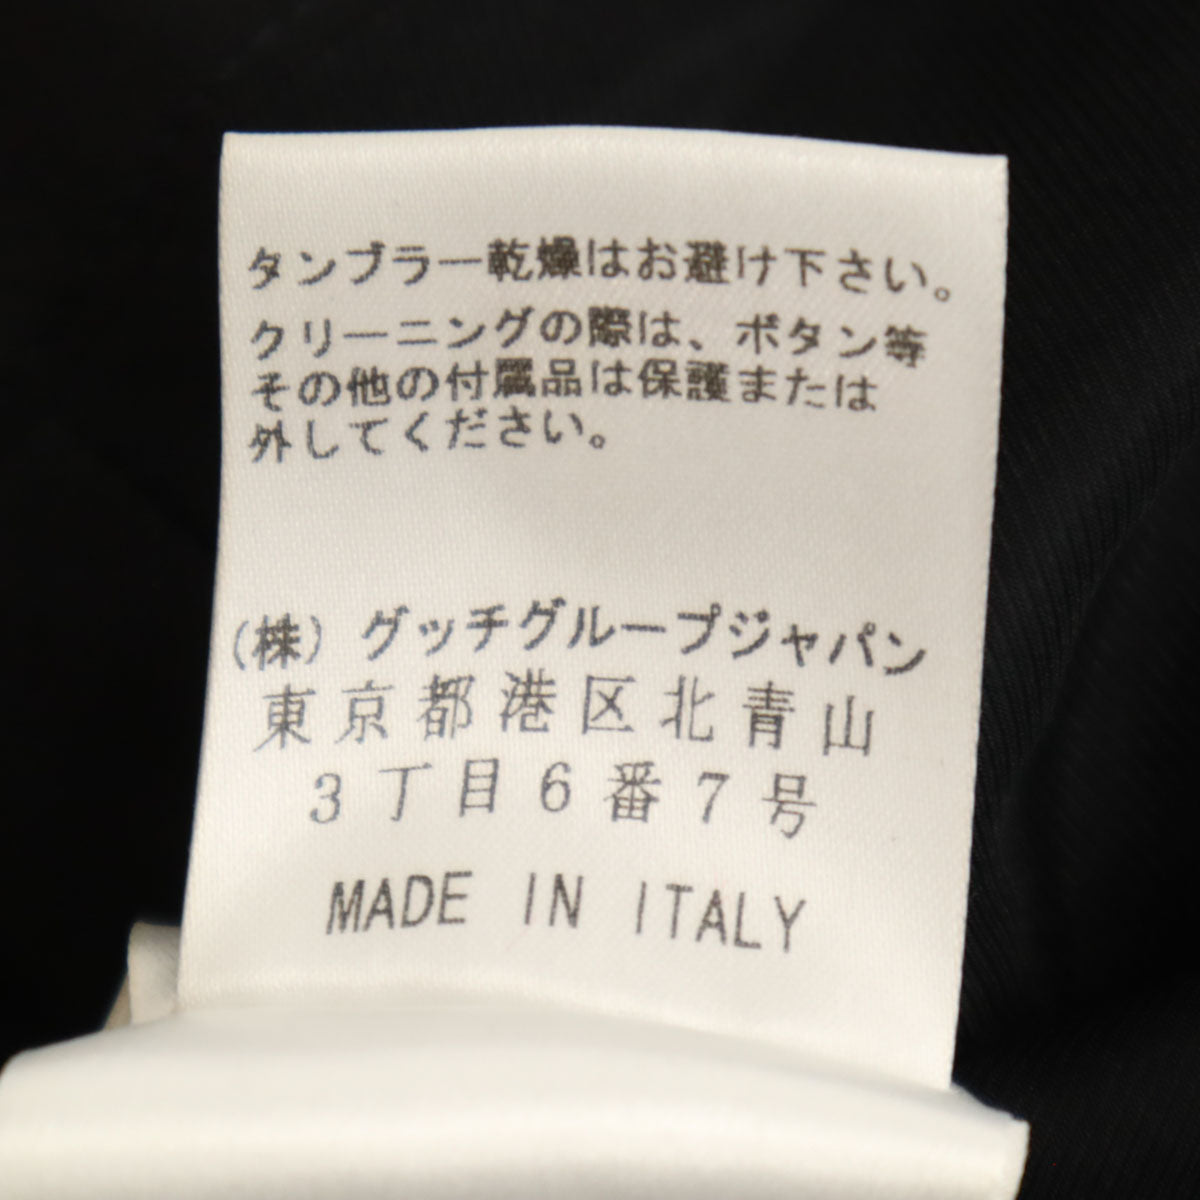 タンブラー乾燥はお避け下さい。
クリーニングの際は、ボタン等
その他の付属品は保護または
外してください。
(株)グッチグループジャパン
東京都港区北青山
3丁目6番7号
MADE IN ITALY